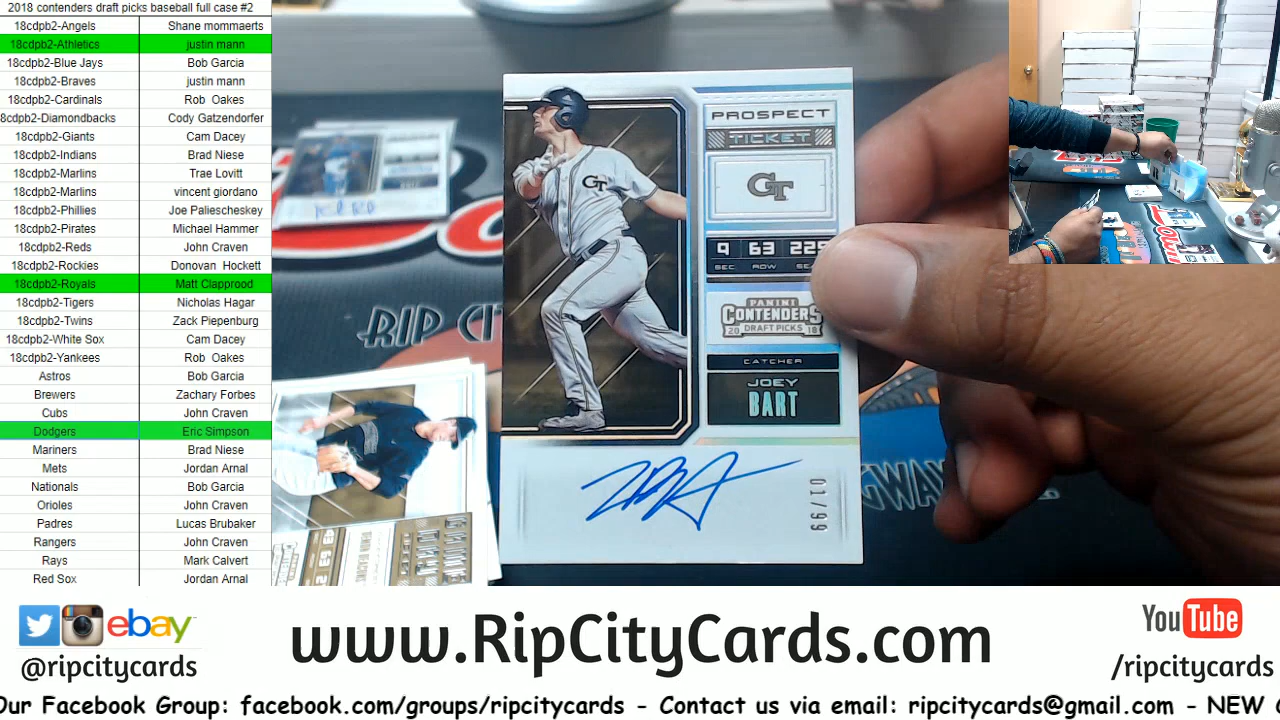 2018 contenders draft picks baseball full case #2
18cdpb2-Angels Shane mommaerts
18cdpb2-Athletics justin mann
18cdpb2-Blue Jays Bob Garcia
18cdpb2-Braves justin mann
18cdpb2-Cardinals Rob Oakes
8cdpb2-Diamondbacks Cody Gatzendorfer
18cdpb2-Giants Cam Dacey
18cdpb2-Indians Brad Niese
18cdpb2-Marlins Trae Lovitt
18cdpb2-Marlins vincent giordano
18cdpb2-Phillies Joe Paliescheskey
18cdpb2-Pirates Michael Hammer
18cdpb2-Reds John Craven
18cdpb2-Rockies Donovan Hockett
18cdpb2-Royals Matt Clapprood
18cdpb2-Tigers Nicholas Hagar
18cdpb2-Twins Zack Piepenburg
18cdpb2-White Sox Cam Dacey
18cdpb2-Yankees Rob Oakes
Astros Bob Garcia
Brewers Zachary Forbes
Cubs John Craven
Dodgers Eric Simpson
Mariners Brad Niese
Mets Jordan Arnal
Nationals Bob Garcia
Orioles John Craven
Padres Lucas Brubaker
Rangers John Craven
Rays Mark Calvert
Red Sox Jordan Arnal
PROSPECT
TICKET
GT
GT
9 63 225
SEC ROW SE
PANINI
CONTENDERS
20 DRAFT PICKS 18
CATCHER
JOEY
BART
01/99
RIP CI
GWAY
ebay
@ripcitycards
www.RipCityCards.com
YouTube
/ripcitycards
Our Facebook Group: facebook.com/groups/ripcitycards - Contact us via email: ripcitycards@gmail.com - NEW